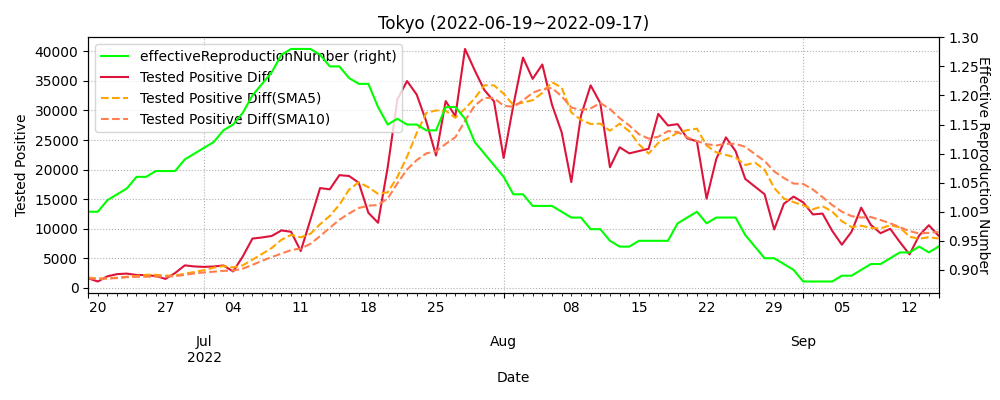 Tokyo (2022-06-19~2022-09-17)
effectiveReproductionNumber (right)
Tested Positive Diff
Tested Positive Diff(SMA5)
Tested Positive Diff(SMA10)
Tested Positive
40000
35000
30000
25000
20000
15000
10000
5000
0
Effective Reproduction Number
1.30
1.25
1.20
1.15
1.10
1.05
1.00
0.95
0.90
20 27 04 11 18 25 08 15 22 29 05 12
Jul Aug Sep
2022
Date